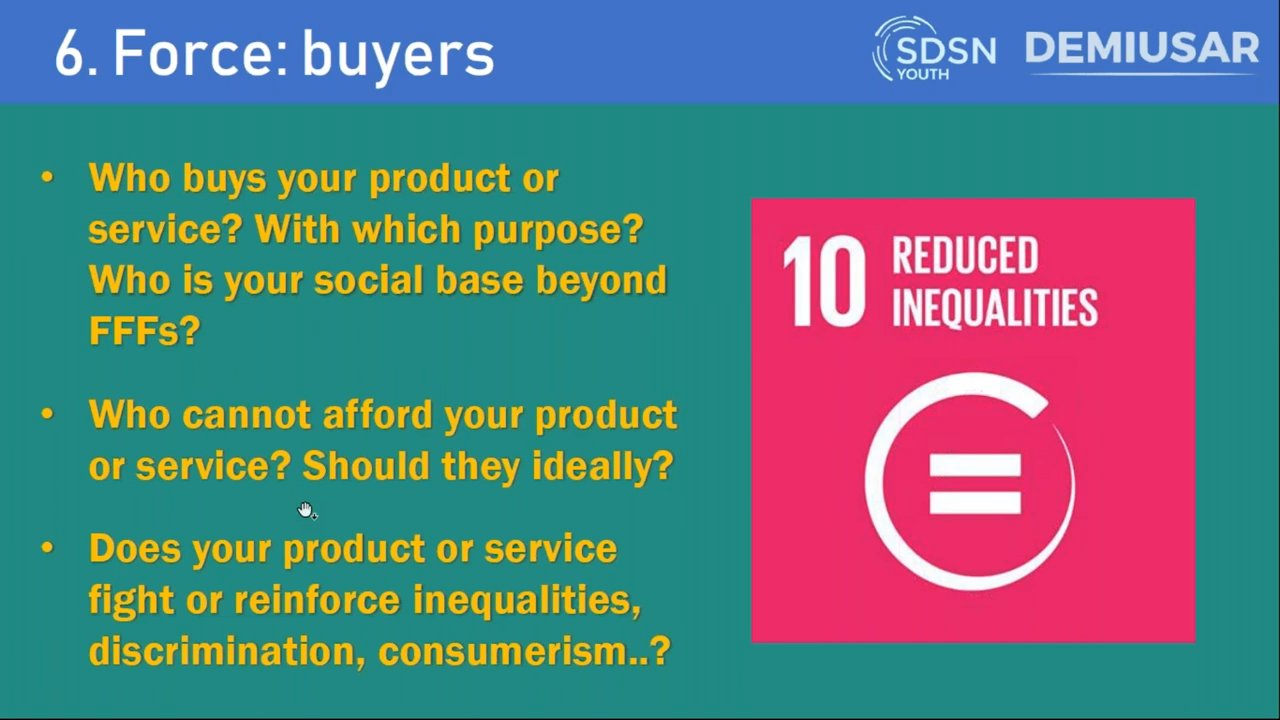 6. Force: buyers
SDSN
YOUTH
DEMIUSAR
• Who buys your product or
service? With which purpose?
Who is your social base beyond
FFFs?
• Who cannot afford your product
or service? Should they ideally?
• Does your product or service
fight or reinforce inequalities,
discrimination, consumerism..?
10 REDUCED
INEQUALITIES